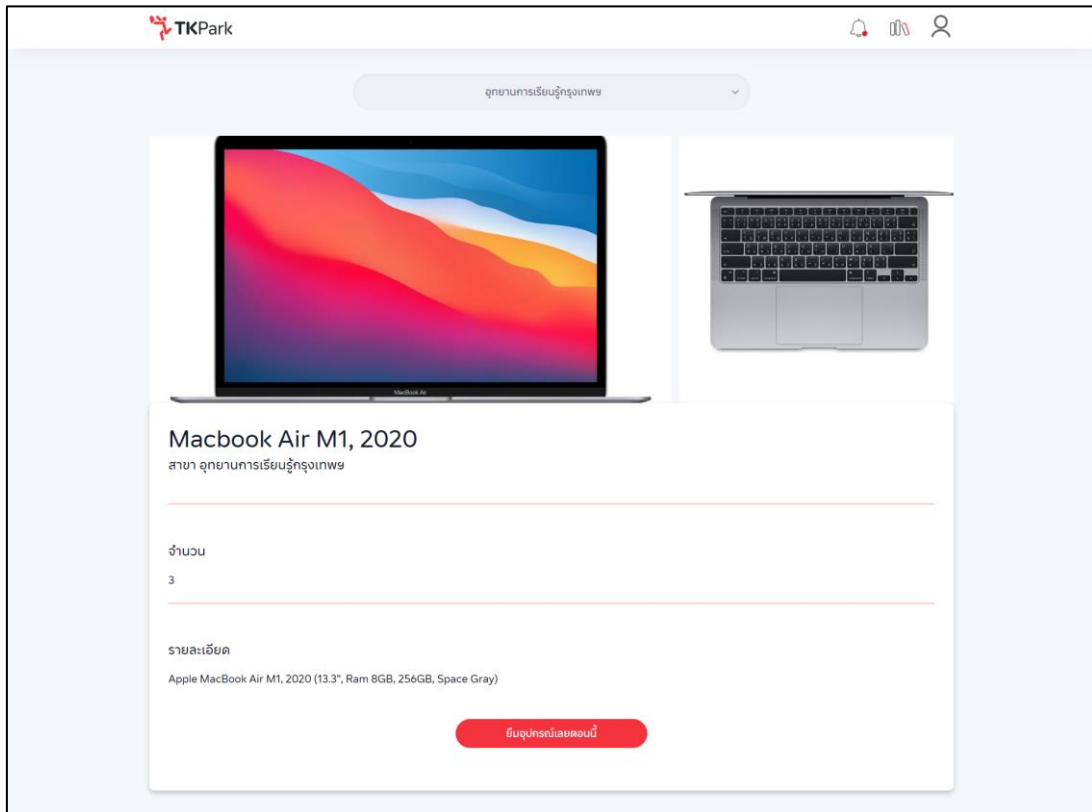 TKPark
อุทยานการเรียนรู้กรุงเทพฯ
MacBook Air
Macbook Air M1, 2020
สาขา อุทยานการเรียนรู้กรุงเทพฯ
จำนวน
3
รายละเอียด
Apple MacBook Air M1, 2020 (13.3", Ram 8GB, 256GB, Space Gray)
ยืมอุปกรณ์เลยตอนนี้